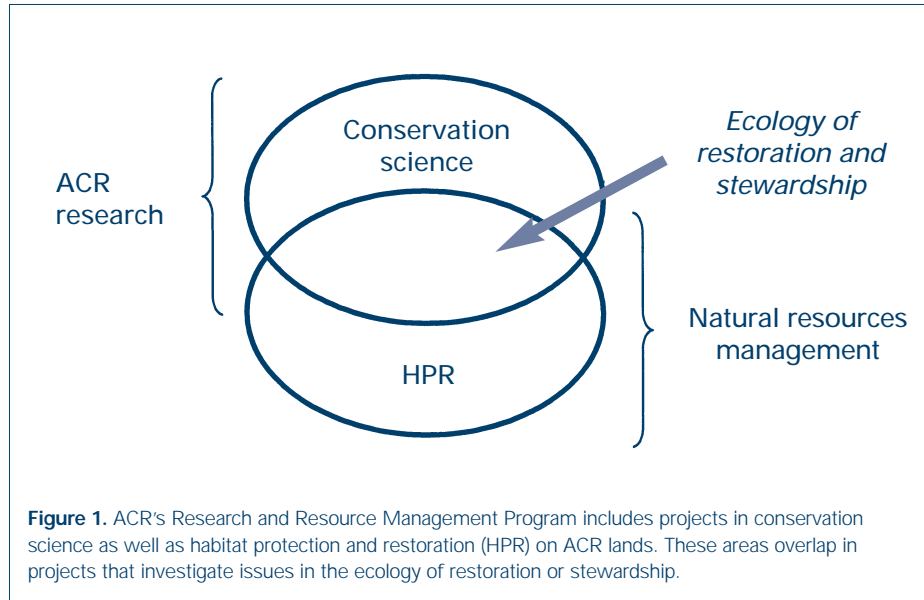 Conservation
science
Ecology of
restoration and
stewardship
ACR
research
Natural resources
management
HPR
Figure 1. ACR's Research and Resource Management Program includes projects in conservation
science as well as habitat protection and restoration (HPR) on ACR lands. These areas overlap in
projects that investigate issues in the ecology of restoration or stewardship.